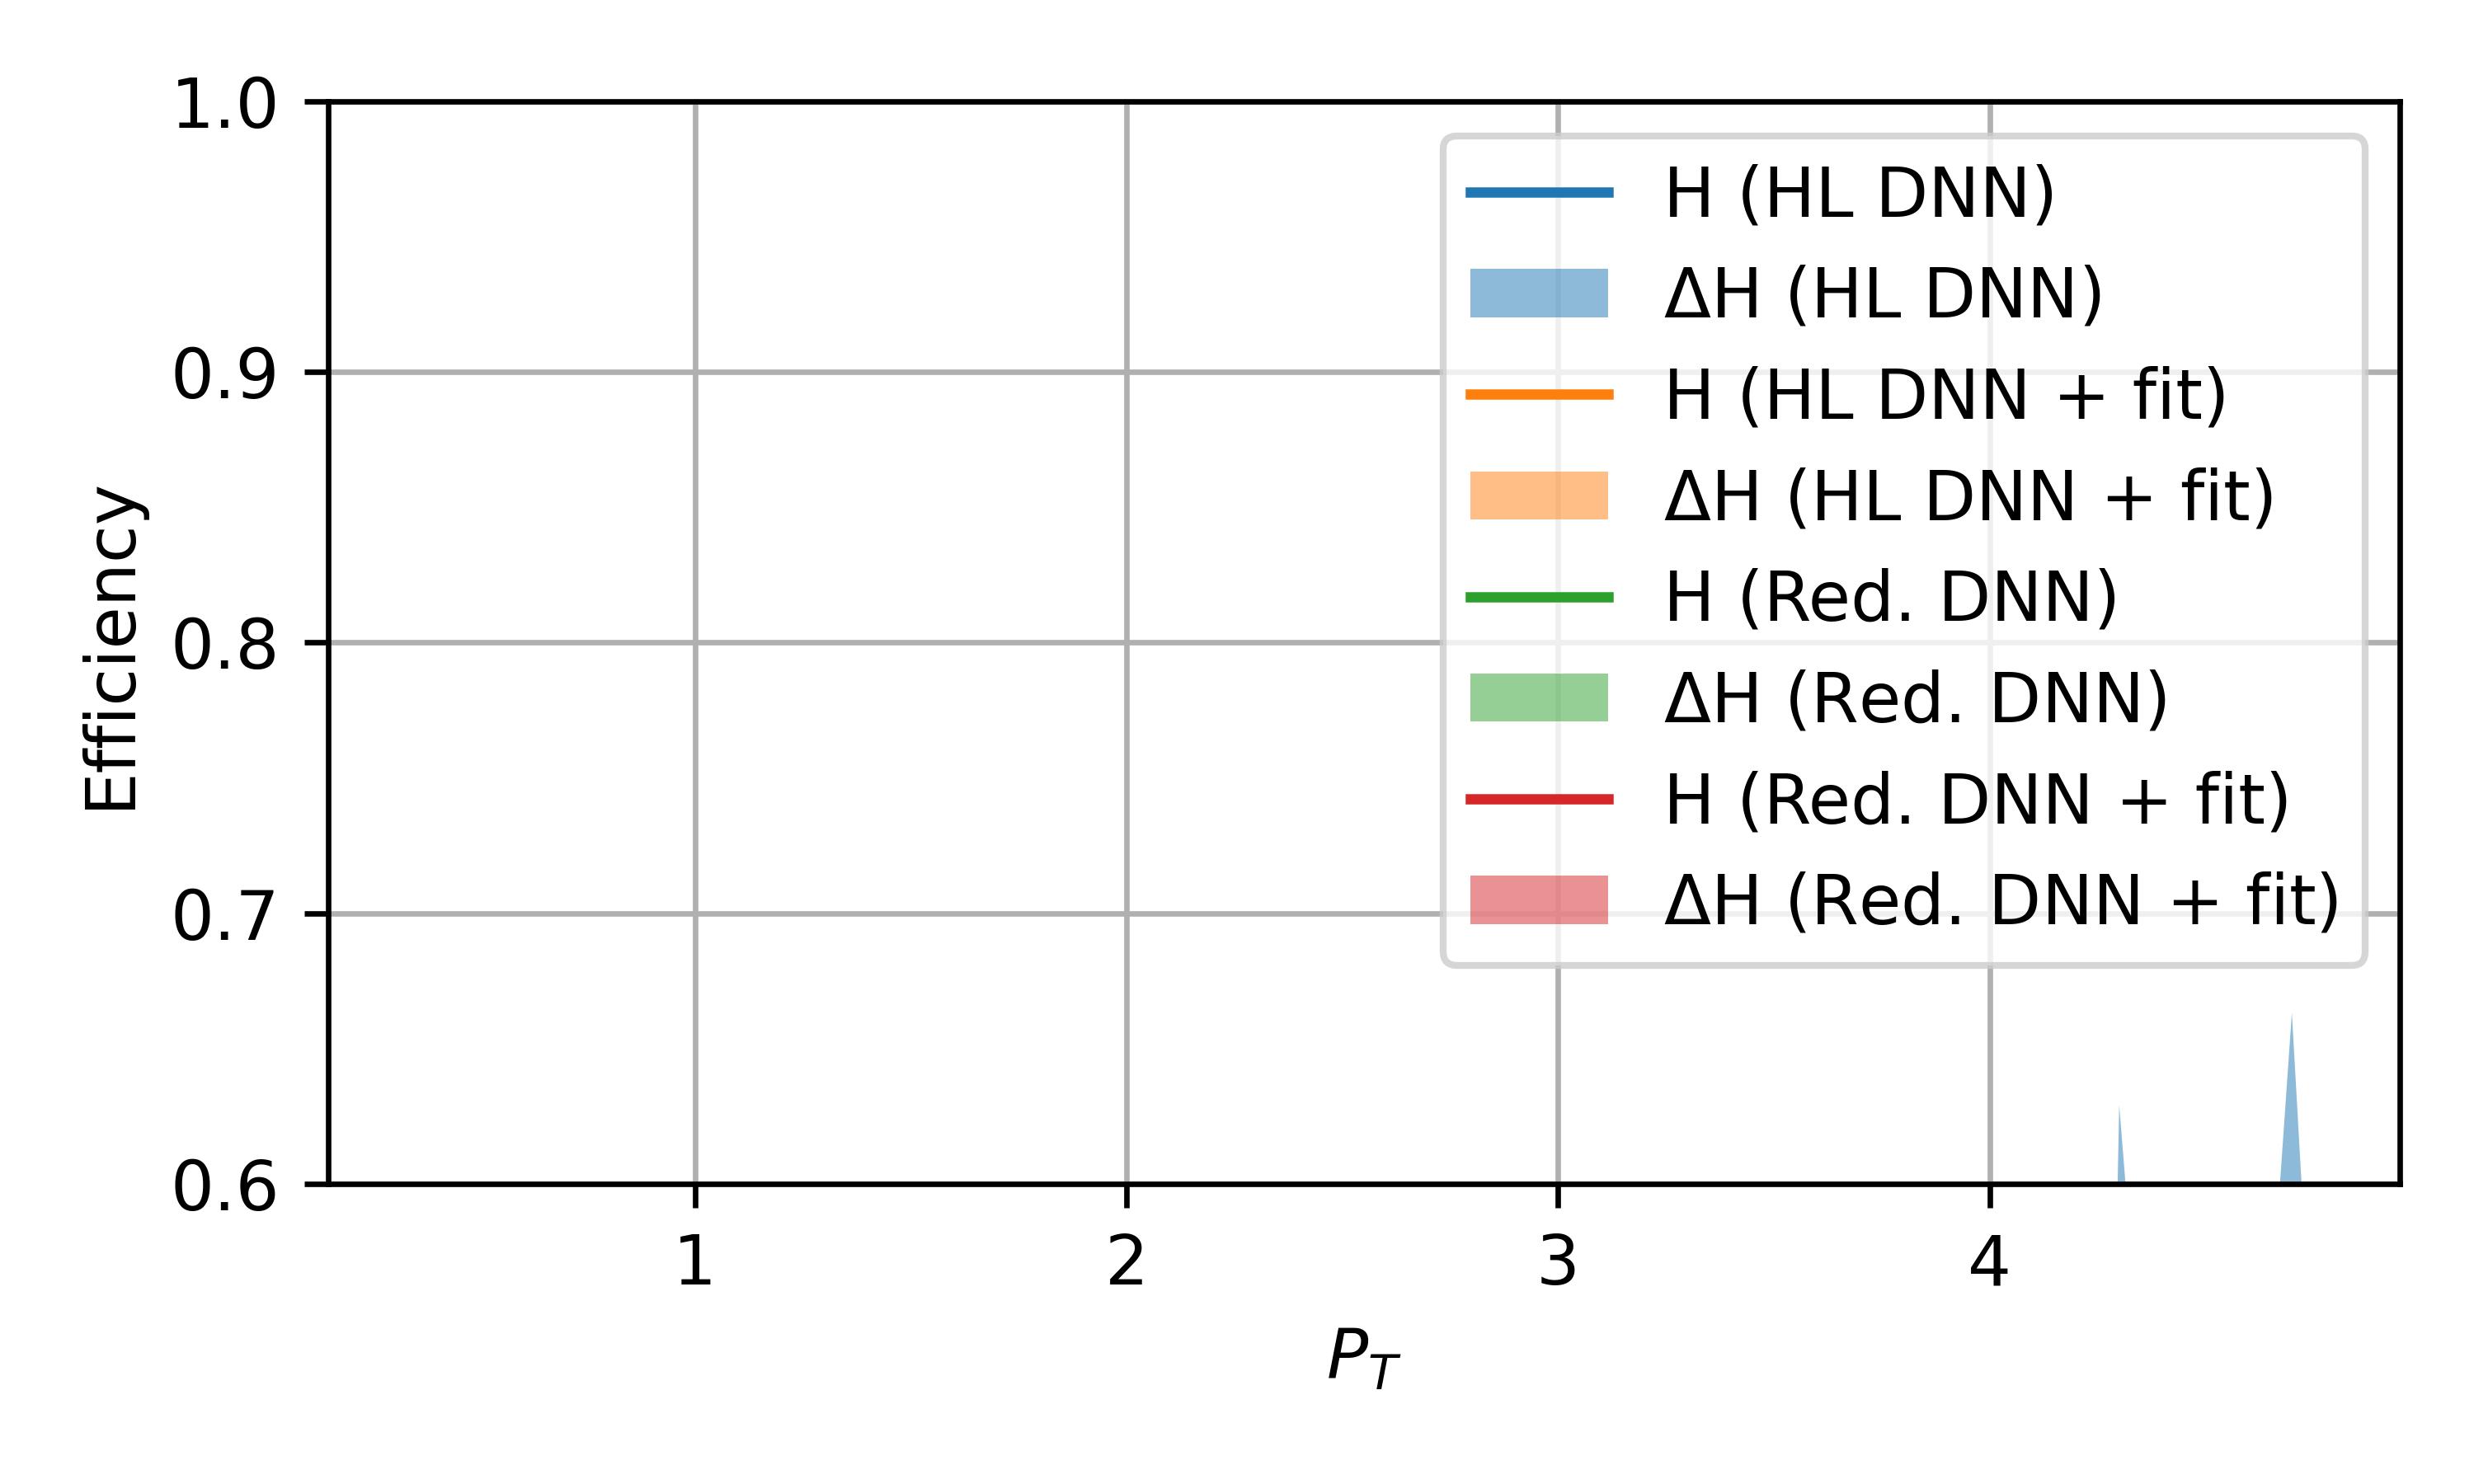 1.0
0.9
0.8
0.7
0.6
Efficiency
H (HL DNN)
ΔH (HL DNN)
H (HL DNN + fit)
ΔH (HL DNN + fit)
H (Red. DNN)
ΔH (Red. DNN)
H (Red. DNN + fit)
ΔH (Red. DNN + fit)
1 2 3 4
P_T